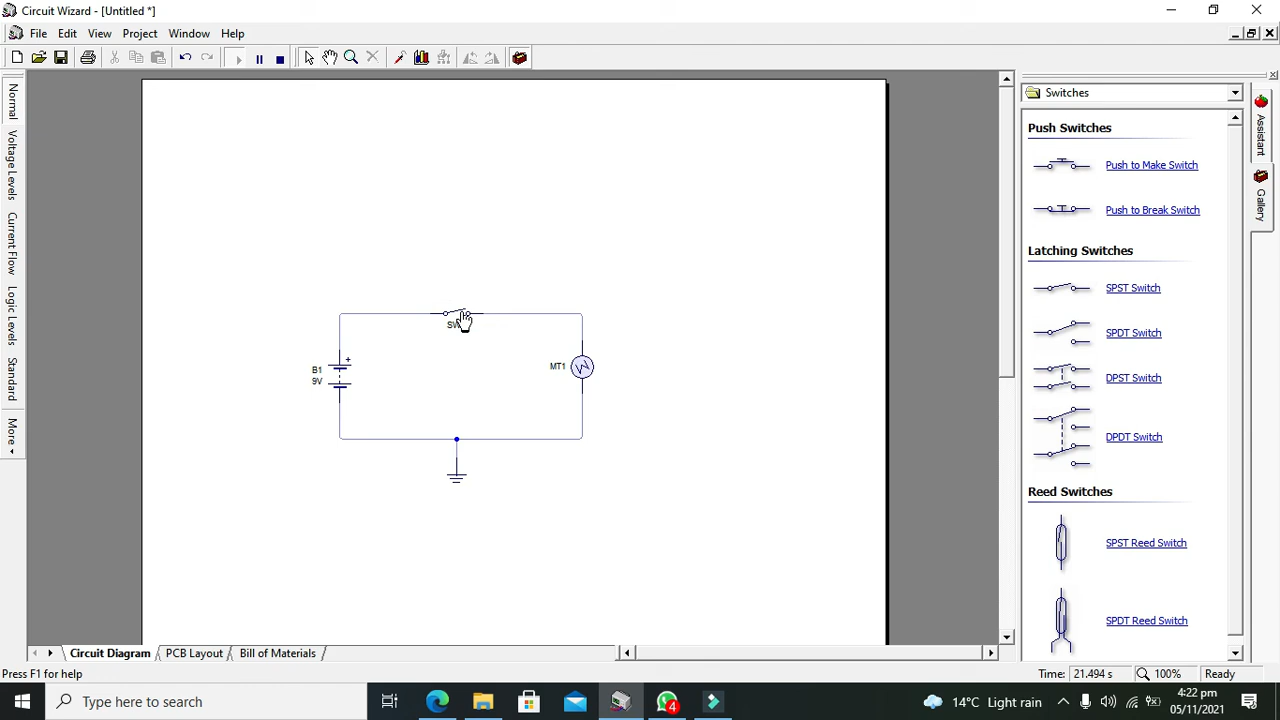 Circuit Wizard - [Untitled *]
File Edit View Project Window Help
Normal
Voltage Levels
Current Flow
Logic Levels
Standard
More
B1
9V
+
MT1
Switches
Push Switches
Push to Make Switch
Push to Break Switch
Latching Switches
SPST Switch
SPDT Switch
DPST Switch
DPDT Switch
Reed Switches
SPST Reed Switch
SPDT Reed Switch
Assistant
Gallery
Circuit Diagram PCB Layout Bill of Materials
Press F1 for help
Time: 21.494 s 100% Ready
Type here to search
4
14°C Light rain
4:22 pm
05/11/2021